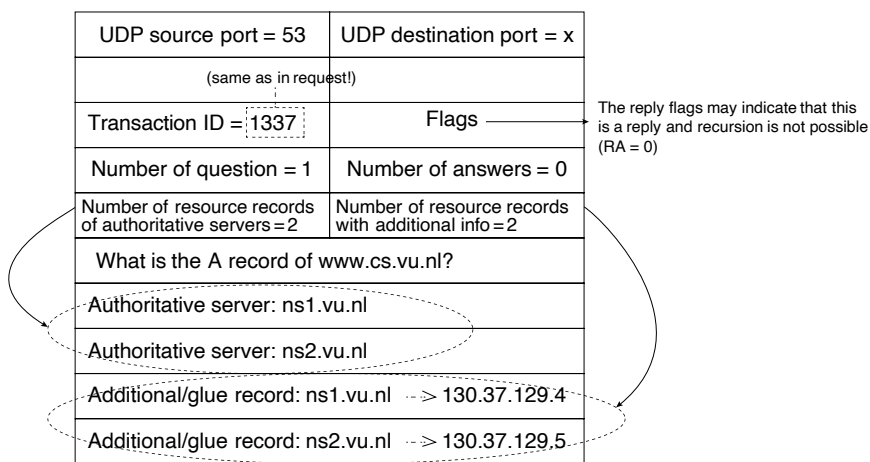 UDP source port = 53
UDP destination port = x
(same as in request!)
Transaction ID = 1337
Flags
The reply flags may indicate that this
is a reply and recursion is not possible
(RA = 0)
Number of question = 1
Number of answers = 0
Number of resource records
of authoritative servers = 2
Number of resource records
with additional info = 2
What is the A record of www.cs.vu.nl?
Authoritative server: ns1.vu.nl
Authoritative server: ns2.vu.nl
Additional/glue record: ns1.vu.nl --> 130.37.129.4
Additional/glue record: ns2.vu.nl --> 130.37.129.5